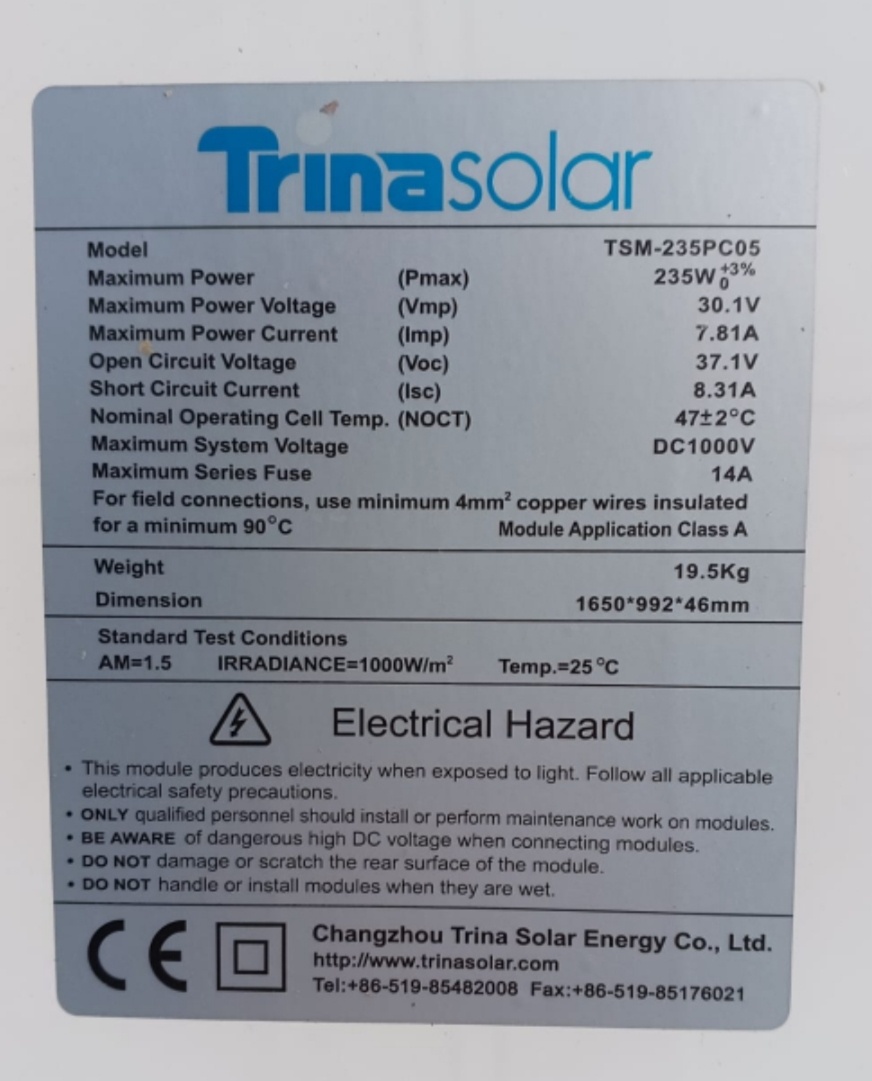 Trinasolar
Model TSM-235PC05
Maximum Power (Pmax) 235W +3% 0
Maximum Power Voltage (Vmp) 30.1V
Maximum Power Current (Imp) 7.81A
Open Circuit Voltage (Voc) 37.1V
Short Circuit Current (Isc) 8.31A
Nominal Operating Cell Temp. (NOCT) 47±2°C
Maximum System Voltage DC1000V
Maximum Series Fuse 14A
For field connections, use minimum 4mm² copper wires insulated
for a minimum 90°C Module Application Class A
Weight 19.5Kg
Dimension 1650*992*46mm
Standard Test Conditions
AM=1.5 IRRADIANCE=1000W/m² Temp.=25°C
Electrical Hazard
• This module produces electricity when exposed to light. Follow all applicable
electrical safety precautions.
• ONLY qualified personnel should install or perform maintenance work on modules.
• BE AWARE of dangerous high DC voltage when connecting modules.
• DO NOT damage or scratch the rear surface of the module.
• DO NOT handle or install modules when they are wet.
CE
Changzhou Trina Solar Energy Co., Ltd.
http://www.trinasolar.com
Tel:+86-519-85482008 Fax:+86-519-85176021